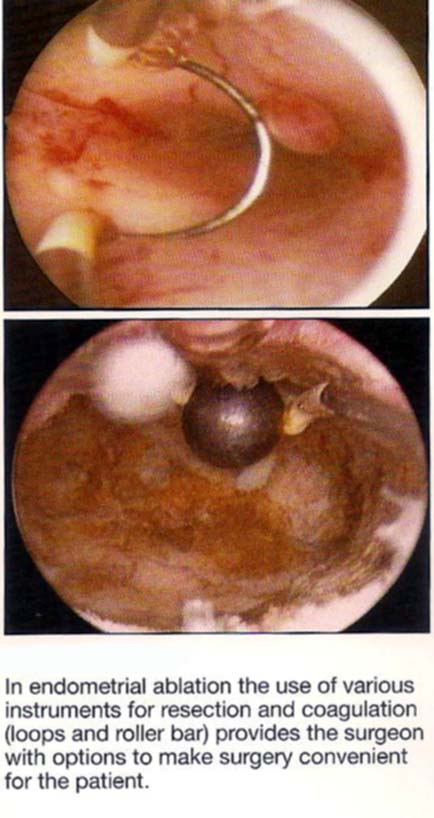 In endometrial ablation the use of various
instruments for resection and coagulation
(loops and roller bar) provides the surgeon
with options to make surgery convenient
for the patient.